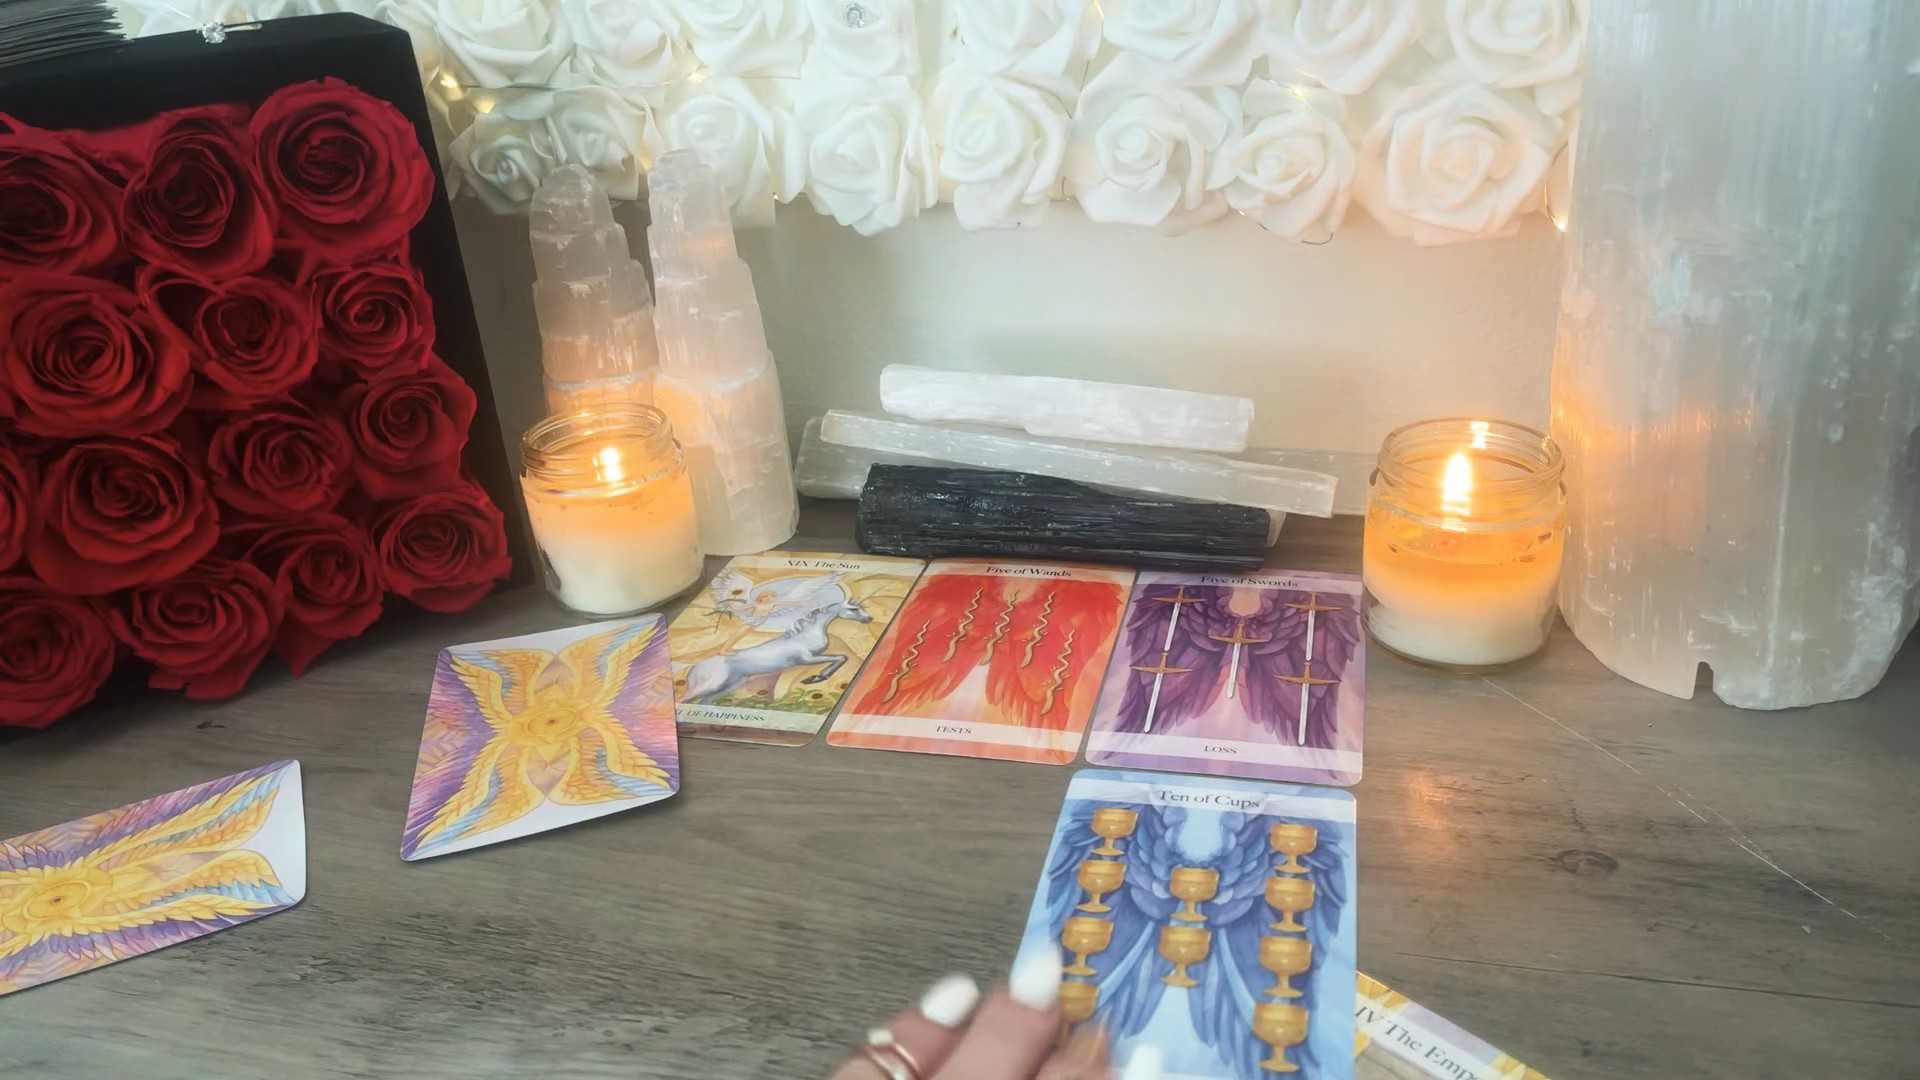 XIX The Sun
OF HAPPINESS
Five of Wands
TESTS
Five of Swords
LOSS
Ten of Cups
IV The Emp